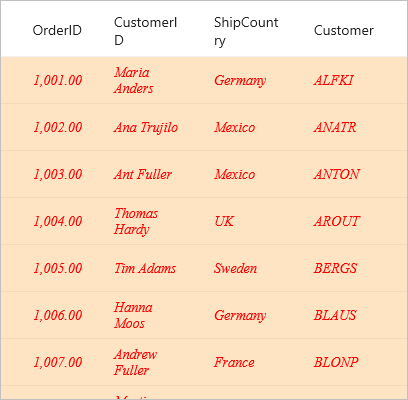 OrderID CustomerI
D ShipCount
ry Customer
1,001.00 Maria
Anders Germany ALFKI
1,002.00 Ana Trujilo Mexico ANATR
1,003.00 Ant Fuller Mexico ANTON
1,004.00 Thomas
Hardy UK AROUT
1,005.00 Tim Adams Sweden BERGS
1,006.00 Hanna
Moos Germany BLAUS
1,007.00 Andrew
Fuller France BLONP